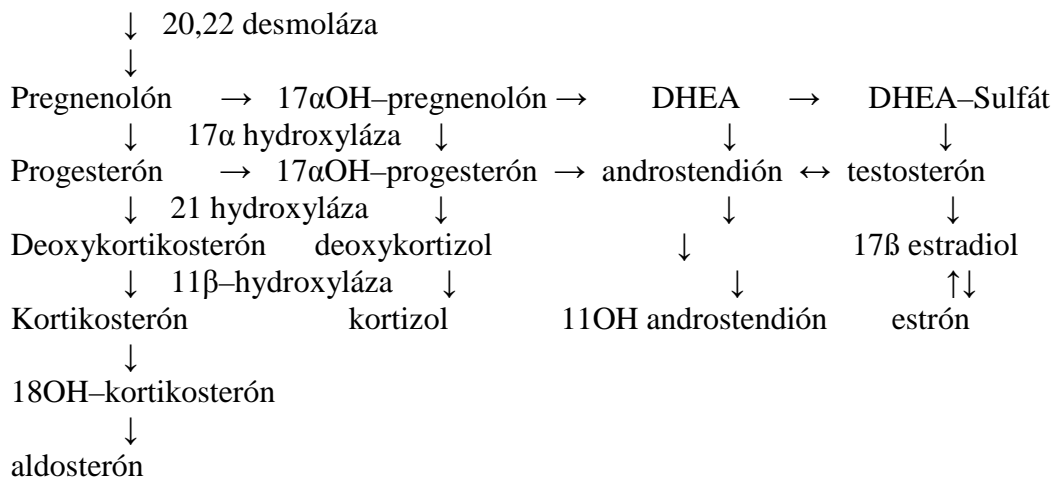 ↓ 20,22 desmoláza
↓
Pregnenolón → 17αOH–pregnenolón → DHEA → DHEA–Sulfát
↓ 17α hydroxyláza ↓ ↓ ↓
Progesterón → 17αOH–progesterón → androstendión ↔ testosterón
↓ 21 hydroxyláza ↓ ↓ ↓
Deoxykortikosterón deoxykortizol ↓ 17ß estradiol
↓ 11β–hydroxyláza ↓ ↓ ↑↓
Kortikosterón kortizol 11OH androstendión estrón
↓
18OH–kortikosterón
↓
aldosterón